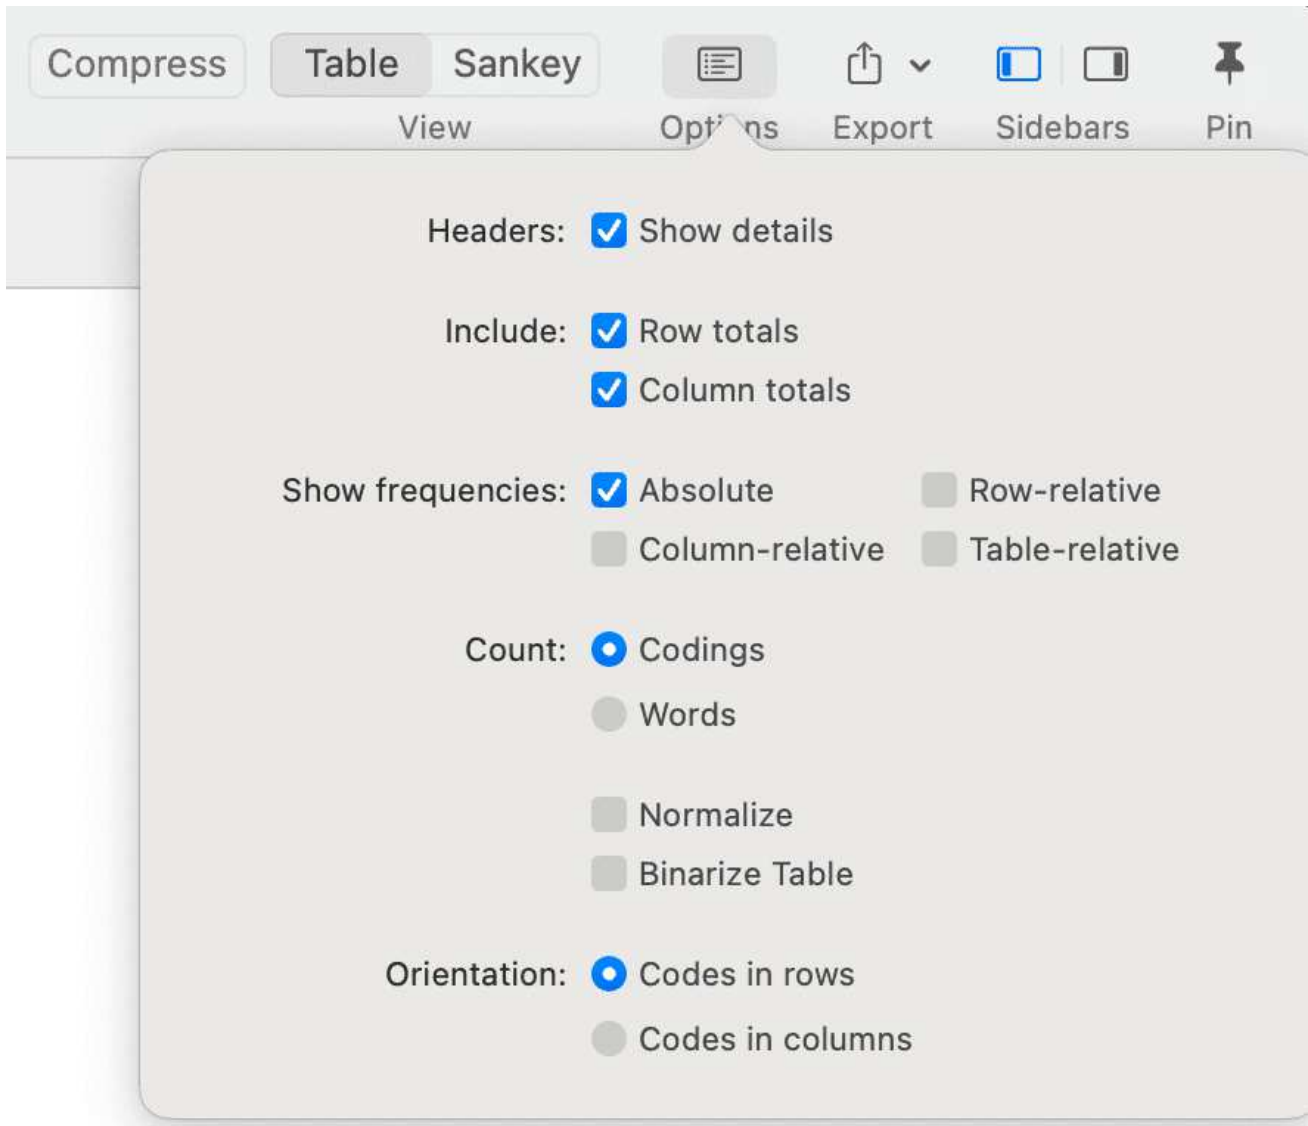 Compress Table Sankey
View Options Export Sidebars Pin
Headers: Show details
Include: Row totals
Column totals
Show frequencies: Absolute Row-relative
Column-relative Table-relative
Count: Codings
Words
Normalize
Binarize Table
Orientation: Codes in rows
Codes in columns